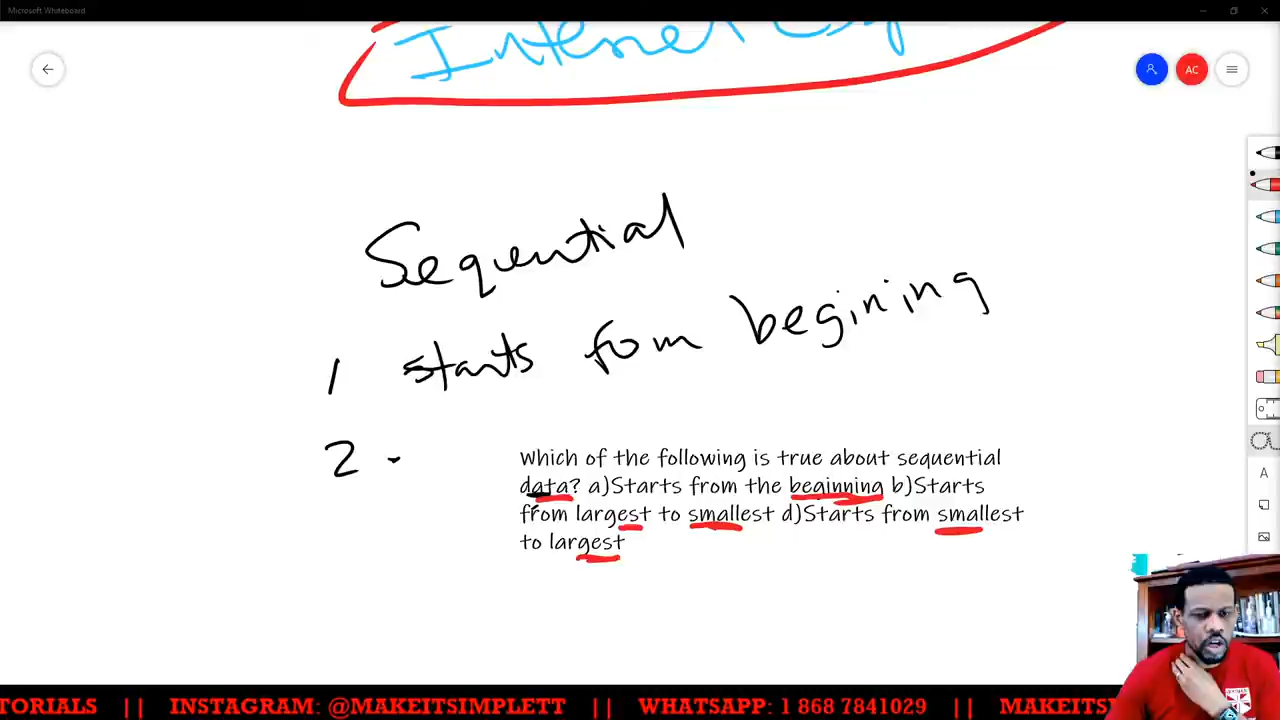 Microsoft Whiteboard
Internet
AC
Sequential
1 starts fom begining
2 -
Which of the following is true about sequential
data? a)Starts from the beginning b)Starts
from largest to smallest d)Starts from smallest
to largest
A
TORIALS || INSTAGRAM: @MAKEITSIMPLETT || WHATSAPP: 1 868 7841029 || MAKEITS